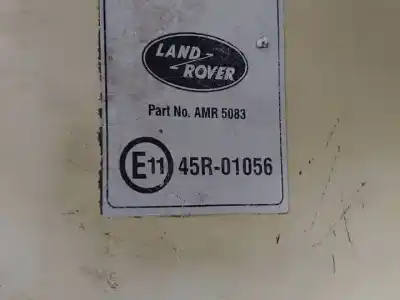 LAND
ROVER
Part No. AMR 5083
E11 45R-01056